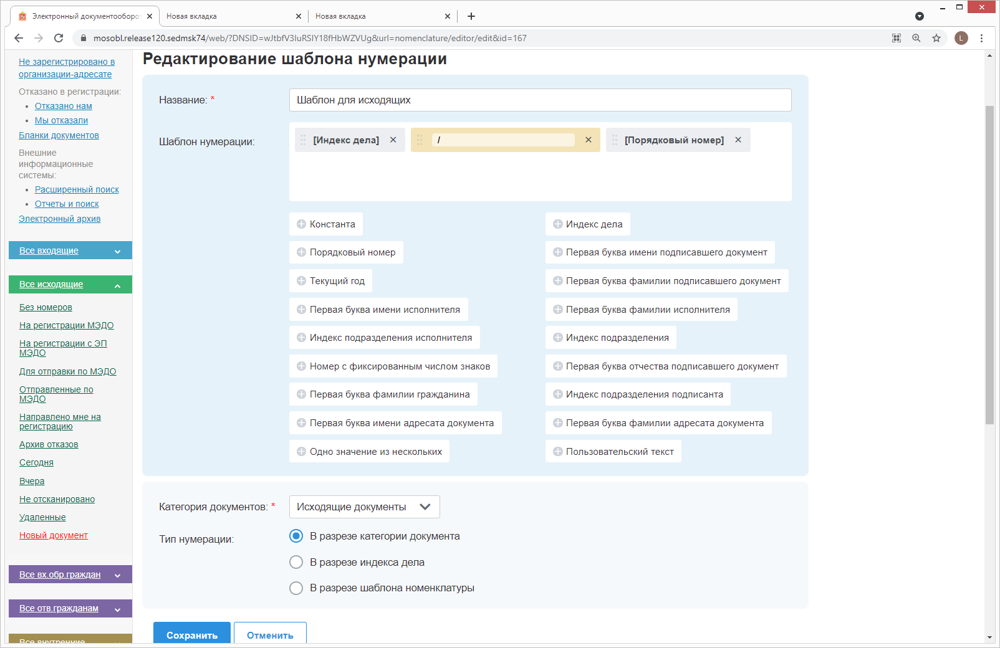 Электронный документооборот
Новая вкладка
Новая вкладка
mosobl.release120.sedmsk74/web/?DNSID=wJtbfV3IuRSIY18fHbWZVUg&url=nomenclature/editor/edit&id=167
L
Не зарегистрировано в
организации-адресате
Отказано в регистрации:
Отказано нам
Мы отказали
Бланки документов
Внешние
информационные
системы:
Расширенный поиск
Отчеты и поиск
Электронный архив
Все входящие
Все исходящие
Без номеров
На регистрации МЭДО
На регистрации с ЭП
МЭДО
Для отправки по МЭДО
Отправленные по
МЭДО
Направлено мне на
регистрацию
Архив отказов
Сегодня
Вчера
Не отсканировано
Удаленные
Новый документ
Все вх.обр.граждан
Все отв.гражданам
Все внутренние
Редактирование шаблона нумерации
Название: *
Шаблон для исходящих
Шаблон нумерации:
[Индекс дела]
/
[Порядковый номер]
Константа
Индекс дела
Порядковый номер
Первая буква имени подписавшего документ
Текущий год
Первая буква фамилии подписавшего документ
Первая буква имени исполнителя
Первая буква фамилии исполнителя
Индекс подразделения исполнителя
Индекс подразделения
Номер с фиксированным числом знаков
Первая буква отчества подписавшего документ
Первая буква фамилии гражданина
Индекс подразделения подписанта
Первая буква имени адресата документа
Первая буква фамилии адресата документа
Одно значение из нескольких
Пользовательский текст
Категория документов: *
Исходящие документы
Тип нумерации:
В разрезе категории документа
В разрезе индекса дела
В разрезе шаблона номенклатуры
Сохранить
Отменить